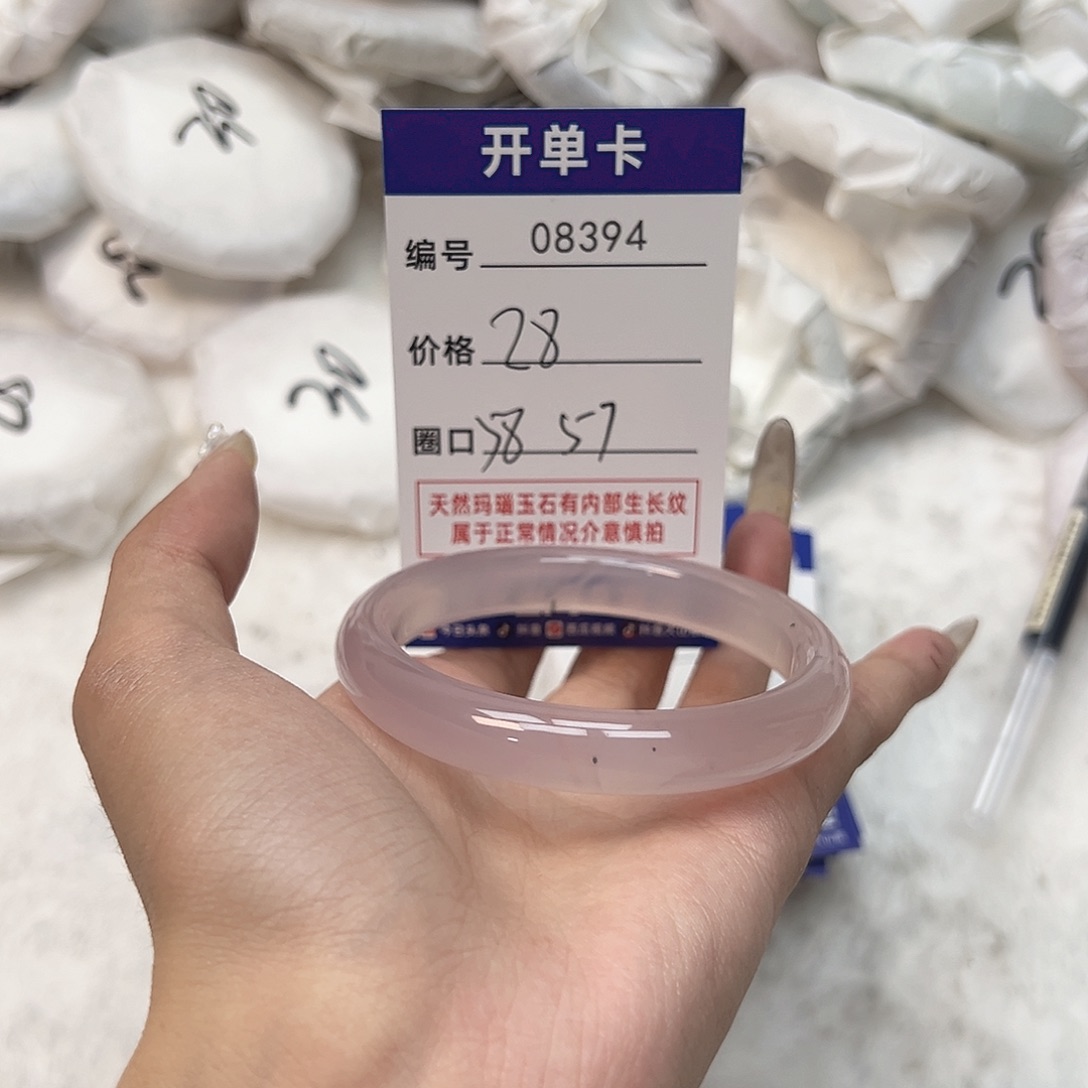 开单卡
编号 08394
价格 28
圈口 58 57
天然玛瑙玉石有内部生长纹
属于正常情况介意慎拍